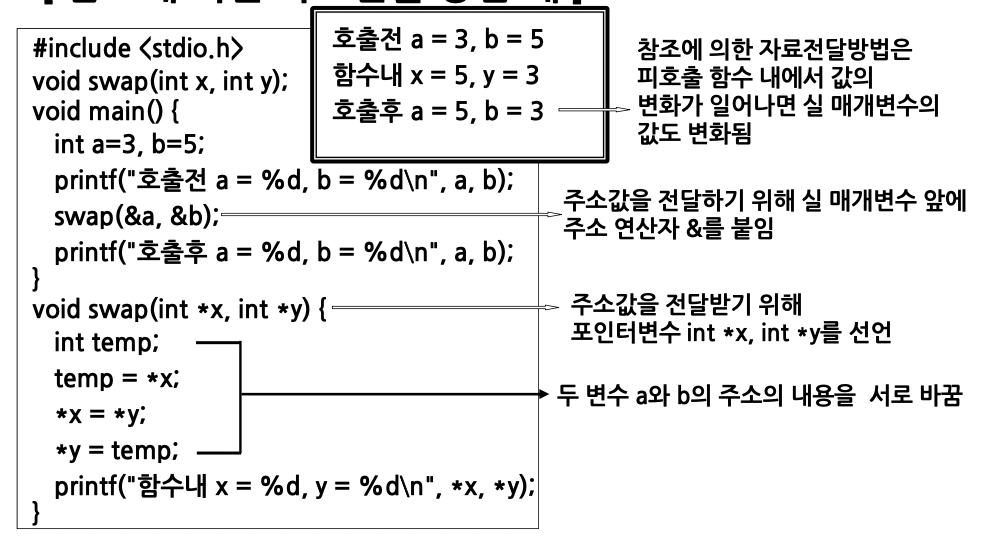 #include <stdio.h>
void swap(int x, int y);
void main() {
int a=3, b=5;
printf("호출전 a = %d, b = %d\n", a, b);
swap(&a, &b);
printf("호출후 a = %d, b = %d\n", a, b);
}
void swap(int *x, int *y) {
int temp;
temp = *x;
*x = *y;
*y = temp;
printf("함수내 x = %d, y = %d\n", *x, *y);
}
호출전 a = 3, b = 5
함수내 x = 5, y = 3
호출후 a = 5, b = 3
참조에 의한 자료전달방법은
피호출 함수 내에서 값의
변화가 일어나면 실 매개변수의
값도 변화됨
주소값을 전달하기 위해 실 매개변수 앞에
주소 연산자 &를 붙임
주소값을 전달받기 위해
포인터변수 int *x, int *y를 선언
두 변수 a와 b의 주소의 내용을 서로 바꿈